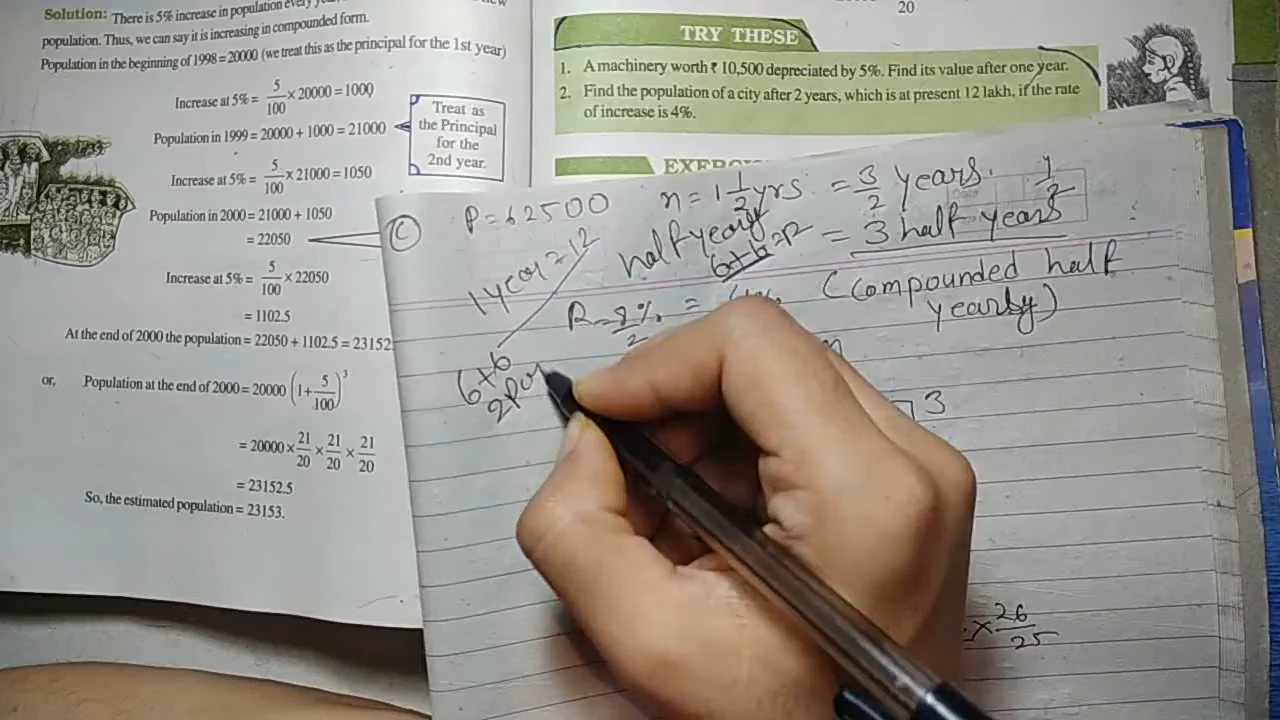 Solution: There is 5% increase in population every
population. Thus, we can say it is increasing in compounded form.
Population in the beginning of 1998 = 20000 (we treat this as the principal for the 1st year)
Increase at 5% = 5/100 × 20000 = 1000
Population in 1999 = 20000 + 1000 = 21000
Treat as
the Principal
for the
2nd year.
Increase at 5% = 5/100 × 21000 = 1050
Population in 2000 = 21000 + 1050
= 22050
Increase at 5% = 5/100 × 22050
= 1102.5
At the end of 2000 the population = 22050 + 1102.5 = 23152
or, Population at the end of 2000 = 20000 (1 + 5/100)³
= 20000 × 21/20 × 21/20 × 21/20
= 23152.5
So, the estimated population = 23153.
20
TRY THESE
1. A machinery worth ₹ 10,500 depreciated by 5%. Find its value after one year.
2. Find the population of a city after 2 years, which is at present 12 lakh, if the rate
of increase is 4%.
C P = 62500 n = 1 1/2 yrs = 3/2 years. 1/2
1 year = 12 half years = 3 half years
6+6=12
R = 8%/2 = (compounded half
yearly)
6+6
n
3
× 26/25